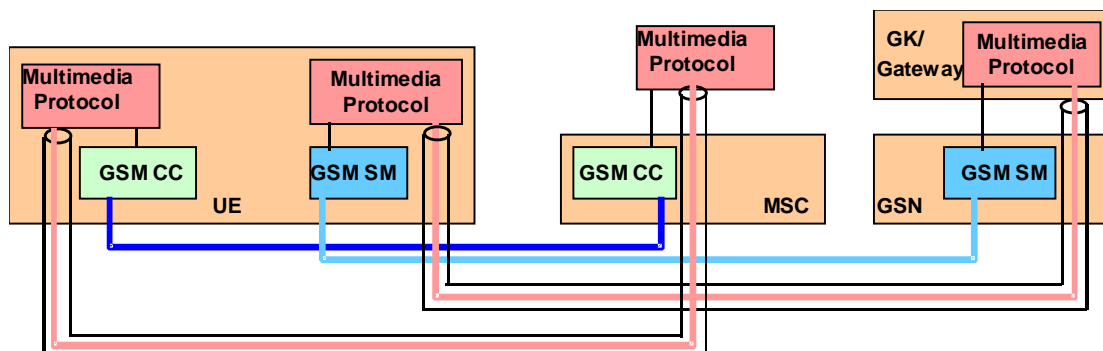 Multimedia
Protocol
Multimedia
Protocol
GSM CC
GSM SM
UE
Multimedia
Protocol
GSM CC
MSC
GK/
Gateway
Multimedia
Protocol
GSM SM
GSN